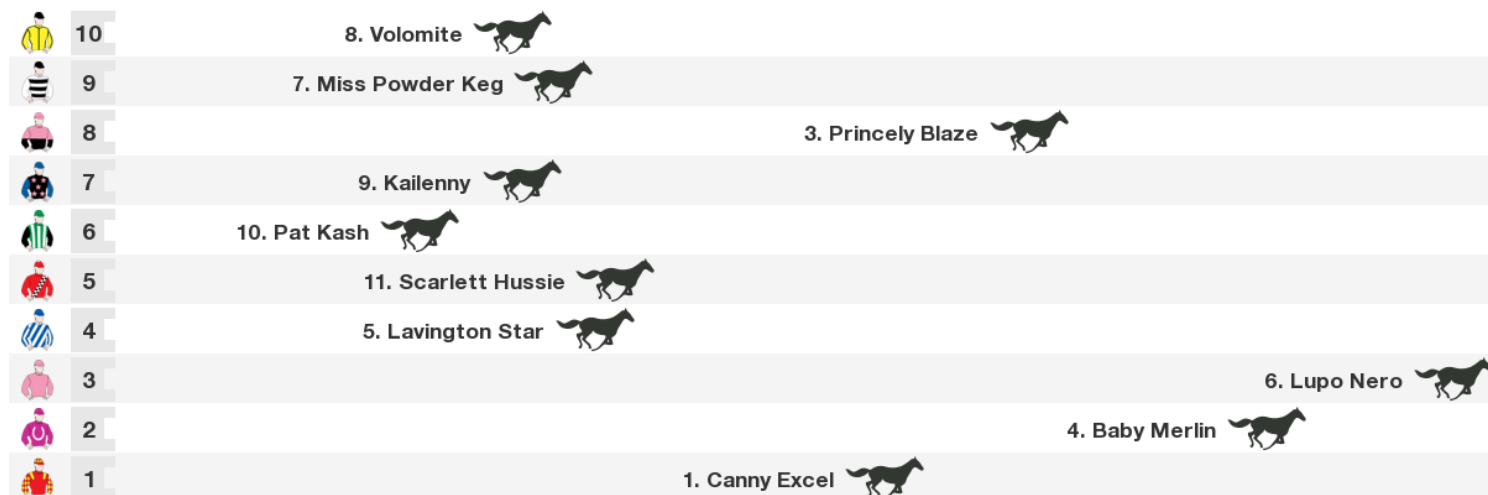 10 8. Volomite
9 7. Miss Powder Keg
8 3. Princely Blaze
7 9. Kailenny
6 10. Pat Kash
5 11. Scarlett Hussie
4 5. Lavington Star
3 6. Lupo Nero
2 4. Baby Merlin
1 1. Canny Excel